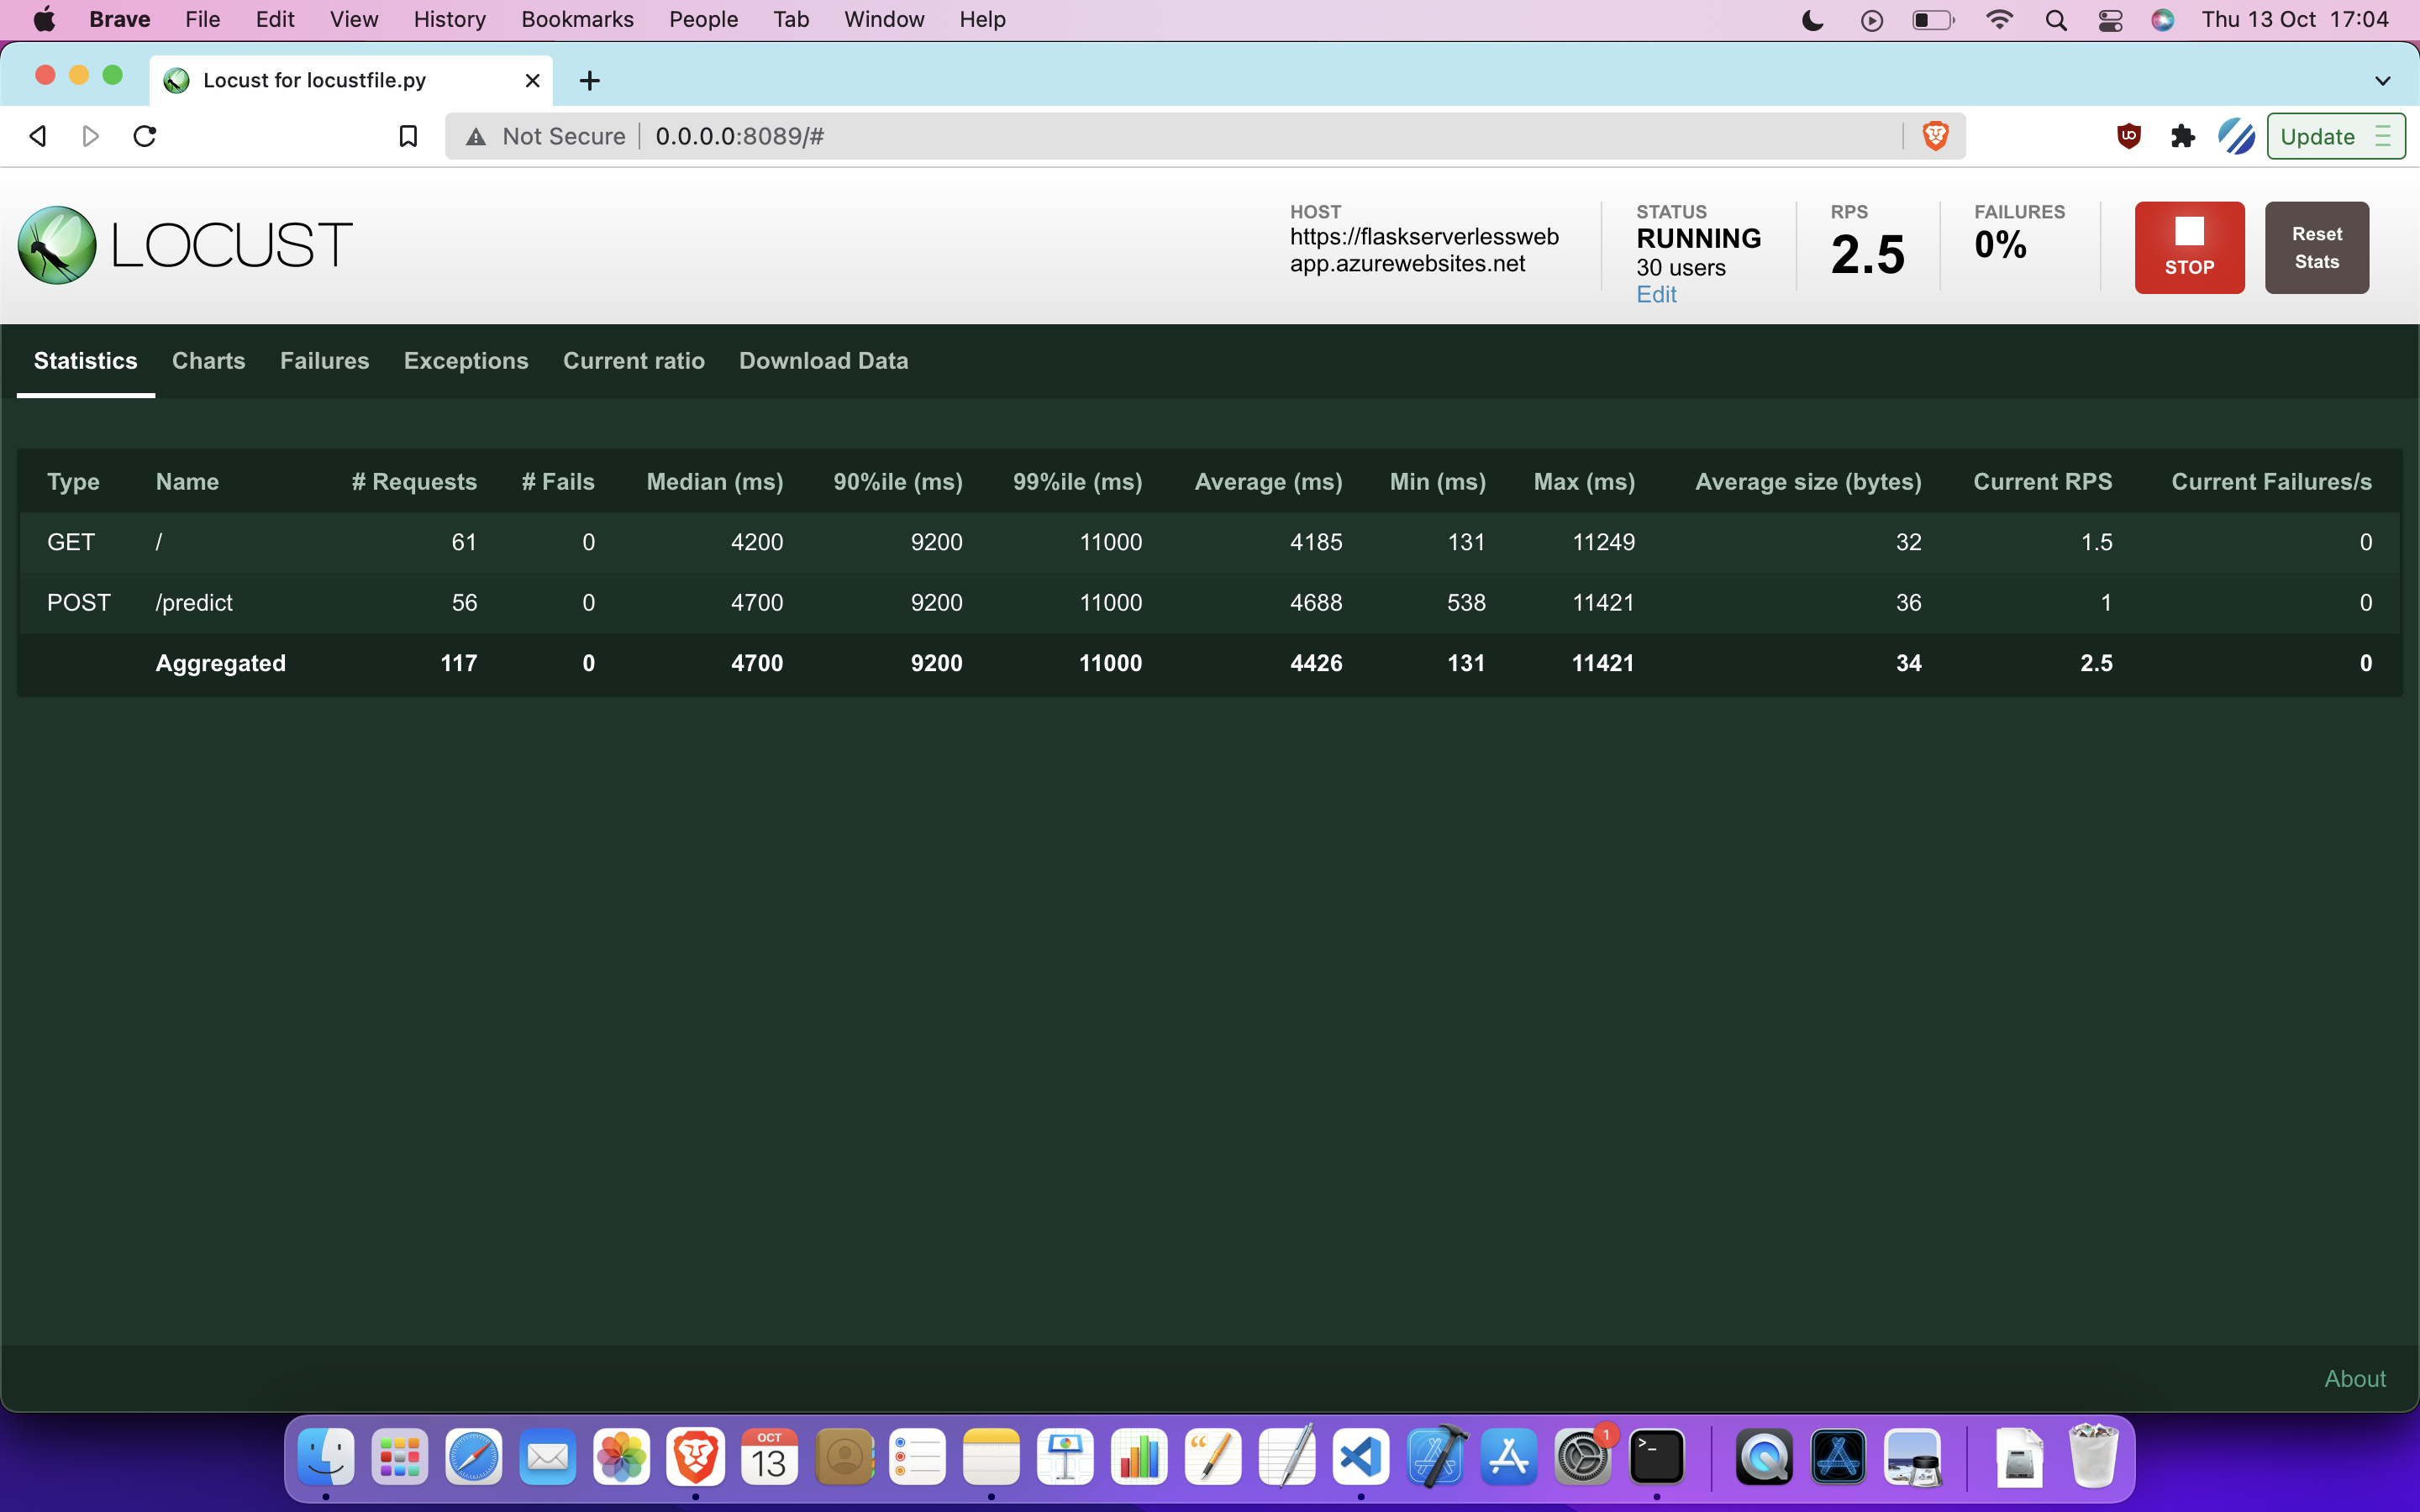 Brave File Edit View History Bookmarks People Tab Window Help Thu 13 Oct 17:04
Locust for locustfile.py
Not Secure 0.0.0.0:8089/# UO Update
LOCUST
HOST
https://flaskserverlessweb
app.azurewebsites.net
STATUS
RUNNING
30 users
Edit
RPS
2.5
FAILURES
0%
STOP
Reset
Stats
Statistics Charts Failures Exceptions Current ratio Download Data
Type Name # Requests # Fails Median (ms) 90%ile (ms) 99%ile (ms) Average (ms) Min (ms) Max (ms) Average size (bytes) Current RPS Current Failures/s
GET / 61 0 4200 9200 11000 4185 131 11249 32 1.5 0
POST /predict 56 0 4700 9200 11000 4688 538 11421 36 1 0
Aggregated 117 0 4700 9200 11000 4426 131 11421 34 2.5 0
About
OCT
13
1
>_